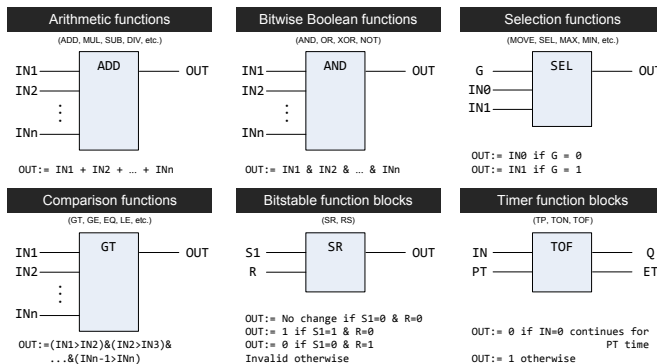 Arithmetic functions
(ADD, MUL, SUB, DIV, etc.)
IN1
ADD
OUT
IN2
INn
OUT:= IN1 + IN2 + … + INn
Bitwise Boolean functions
(AND, OR, XOR, NOT)
IN1
AND
OUT
IN2
INn
OUT:= IN1 & IN2 & … & INn
Selection functions
(MOVE, SEL, MAX, MIN, etc.)
G
SEL
OUT
IN0
IN1
OUT:= IN0 if G = 0
OUT:= IN1 if G = 1
Comparison functions
(GT, GE, EQ, LE, etc.)
IN1
GT
OUT
IN2
INn
OUT:=(IN1>IN2)&(IN2>IN3)&
...&(INn-1>INn)
Bitstable function blocks
(SR, RS)
S1
SR
OUT
R
OUT:= No change if S1=0 & R=0
OUT:= 1 if S1=1 & R=0
OUT:= 0 if S1=0 & R=1
Invalid otherwise
Timer function blocks
(TP, TON, TOF)
IN
TOF
Q
PT
ET
OUT:= 0 if IN=0 continues for
PT time
OUT:= 1 otherwise